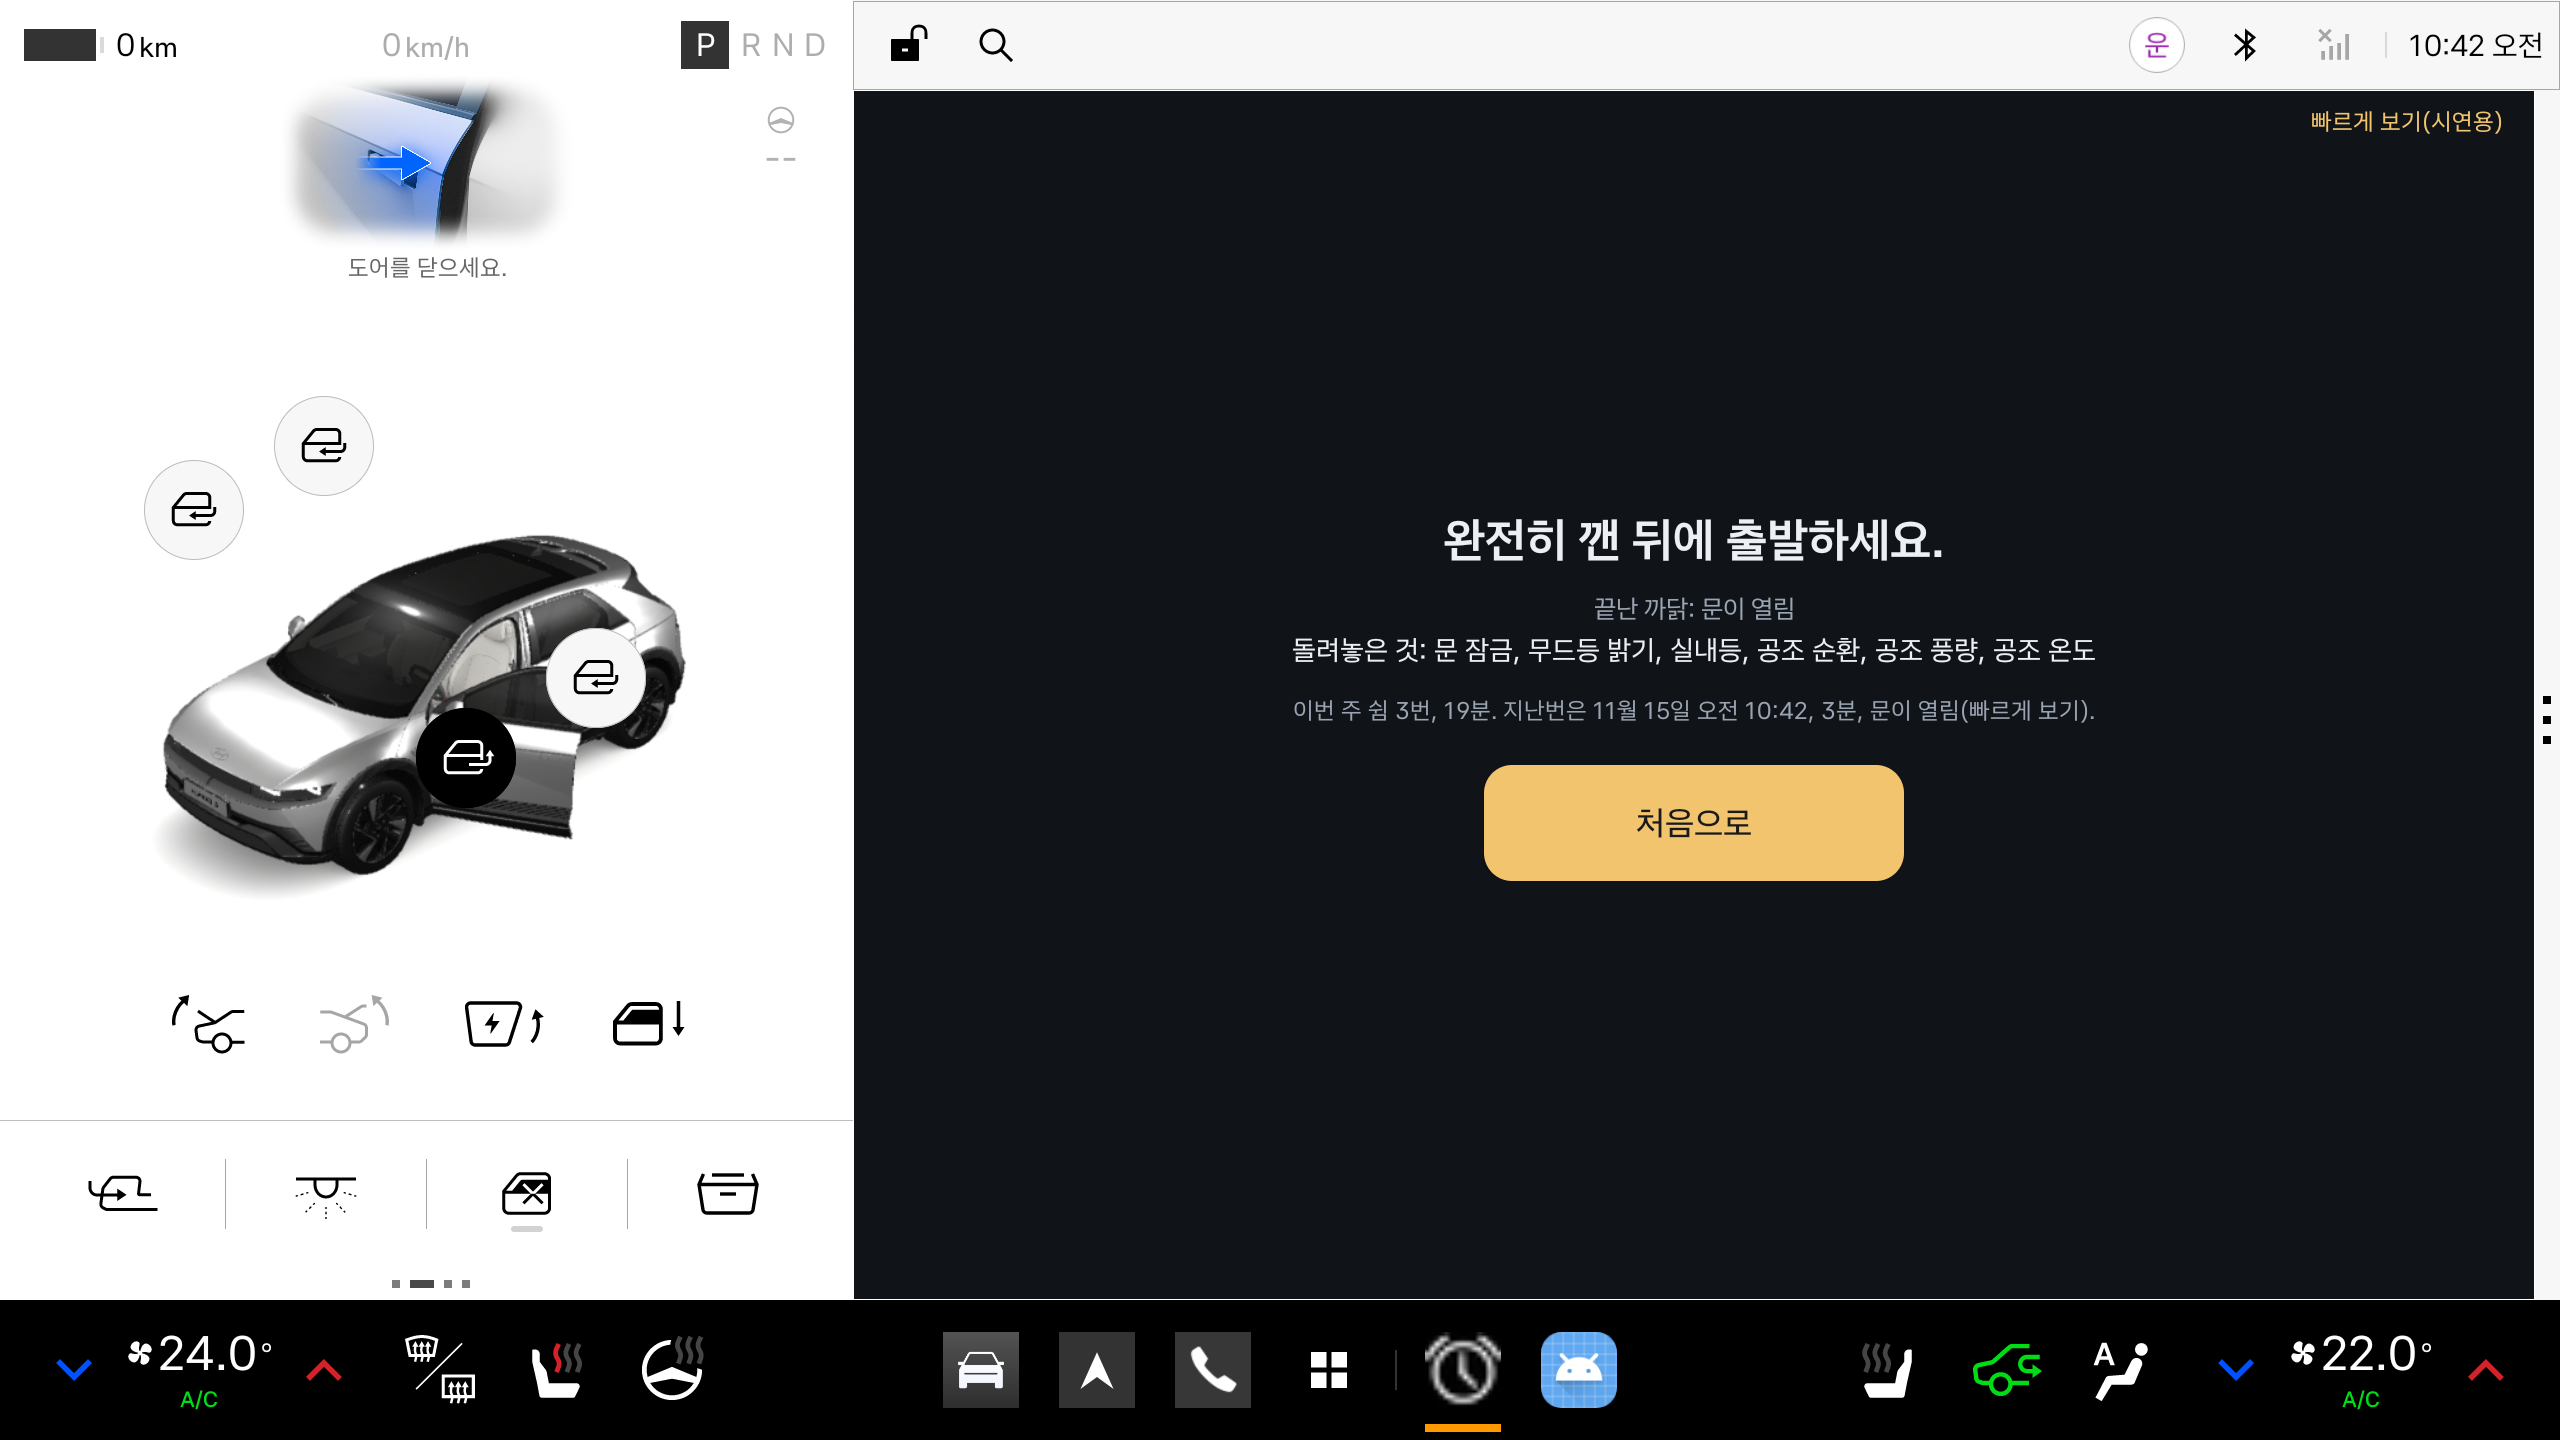 0 km
0 km/h
P R N D
운
10:42 오전
--
도어를 닫으세요.
빠르게 보기(시연용)
완전히 깬 뒤에 출발하세요.
끝난 까닭: 문이 열림
돌려놓은 것: 문 잠금, 무드등 밝기, 실내등, 공조 순환, 공조 풍량, 공조 온도
이번 주 쉼 3번, 19분. 지난번은 11월 15일 오전 10:42, 3분, 문이 열림(빠르게 보기).
처음으로
24.0°
A/C
A
22.0°
A/C